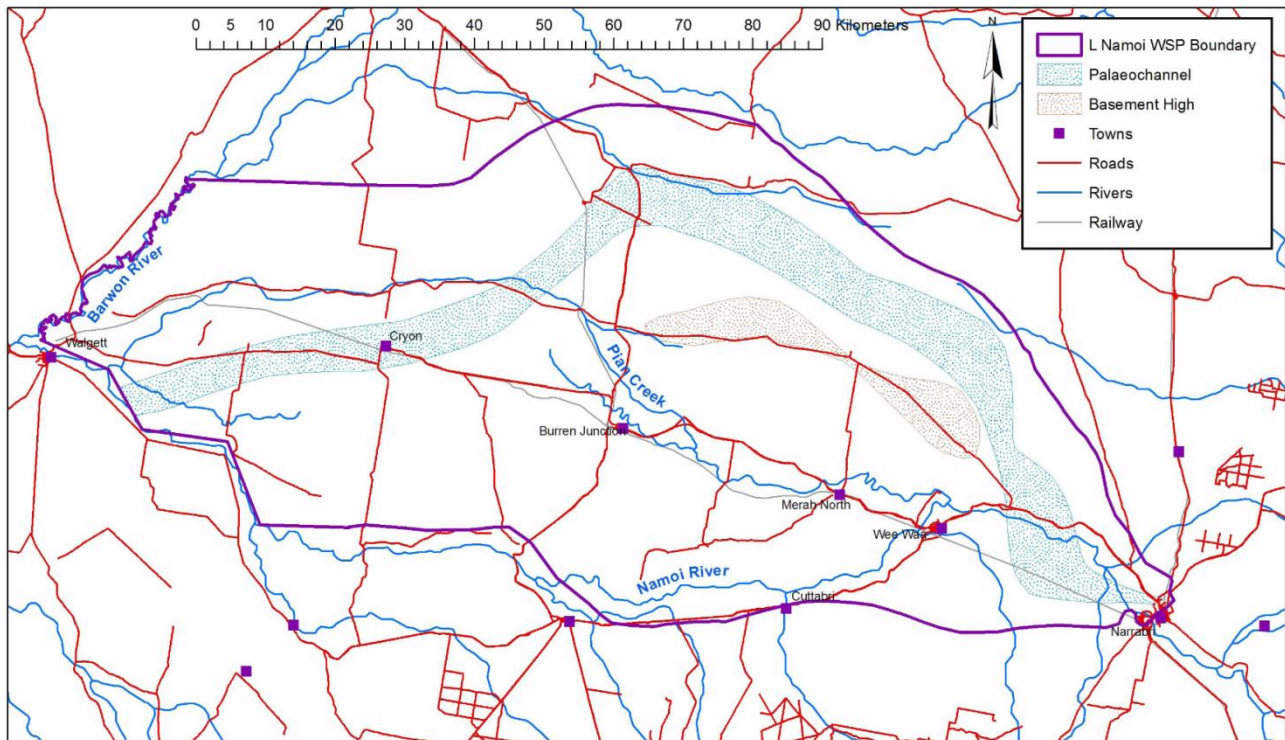 0 5 10 20 30 40 50 60 70 80 90 Kilometers
N
L Namoi WSP Boundary
Palaeochannel
Basement High
Towns
Roads
Rivers
Railway
Barwon River
Walgett
Cryon
Pian Creek
Burren Junction
Merah North
Wee Waa
Namoi River
Cuttabri
Narrabri